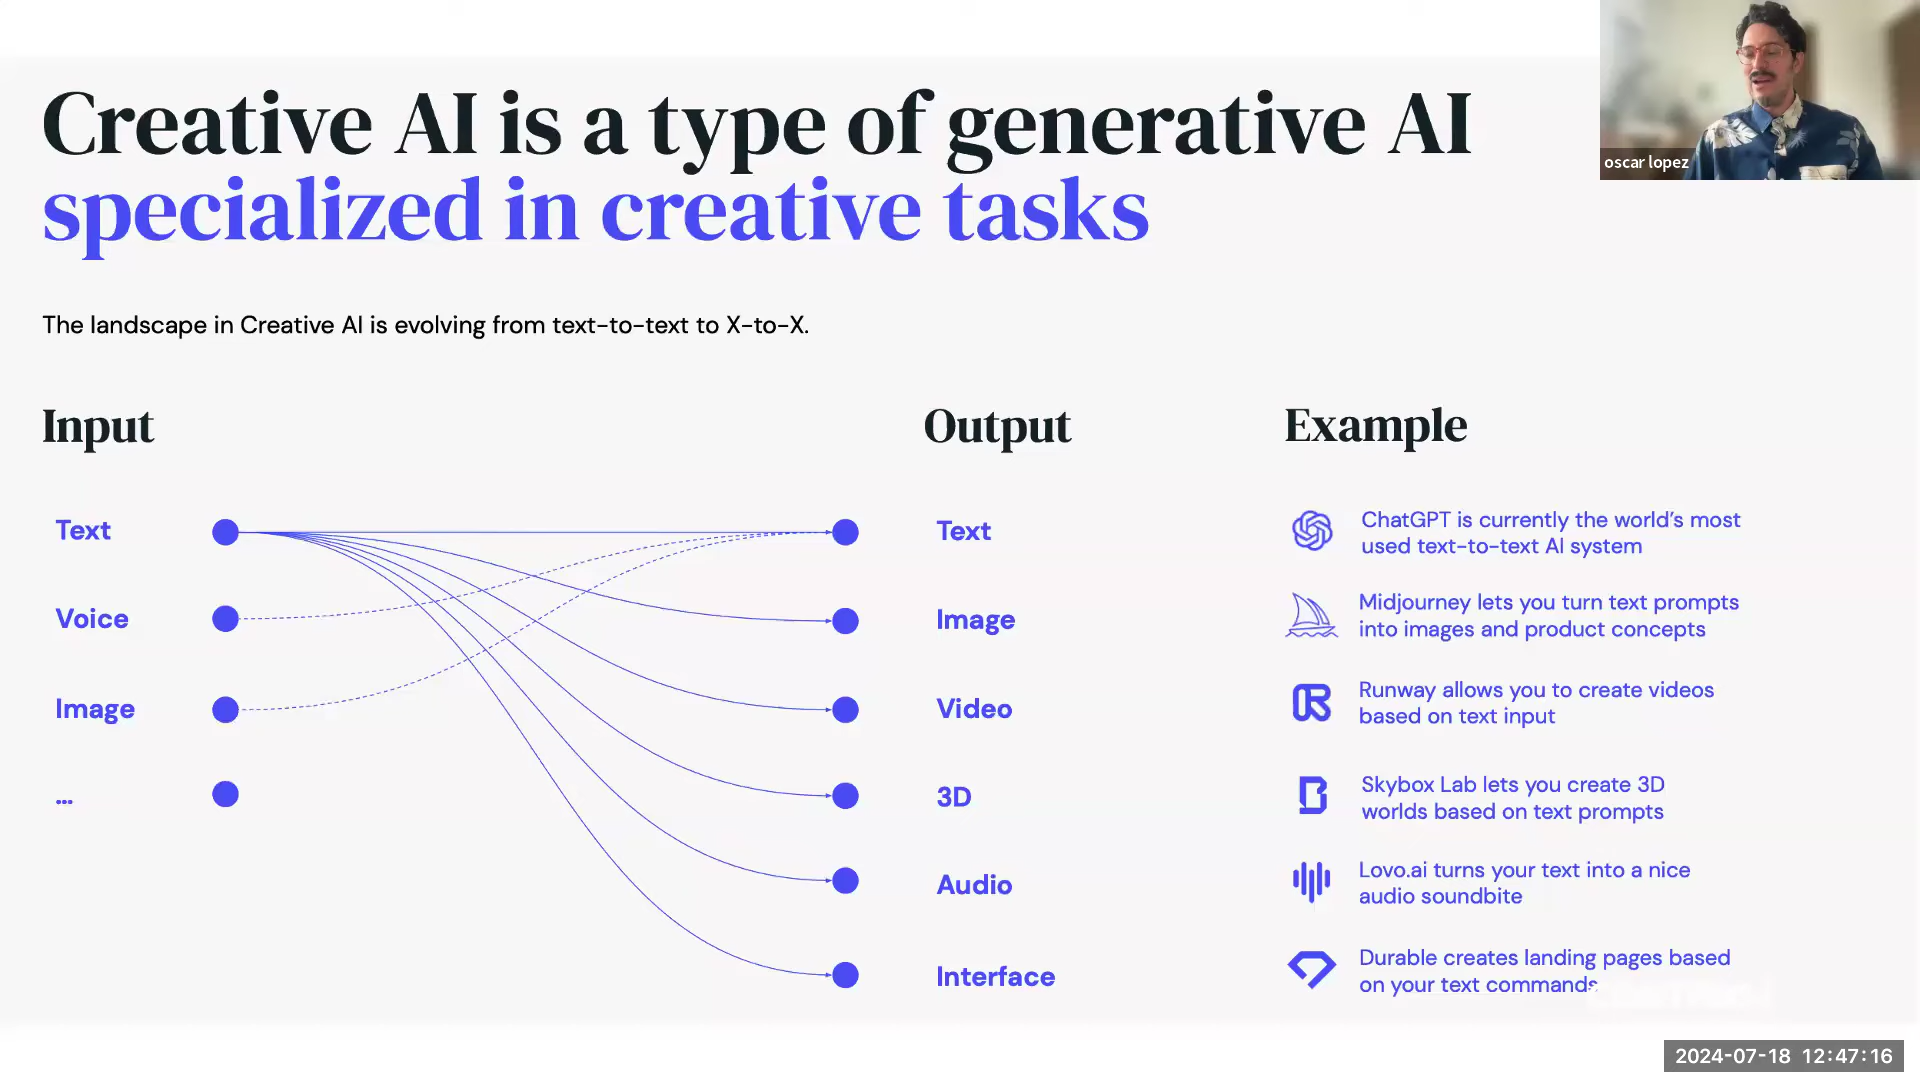 Creative AI is a type of generative AI
specialized in creative tasks
oscar lopez
The landscape in Creative AI is evolving from text-to-text to X-to-X.
Input
Output
Example
Text
Text
ChatGPT is currently the world’s most
used text-to-text AI system
Voice
Image
Midjourney lets you turn text prompts
into images and product concepts
Image
Video
Runway allows you to create videos
based on text input
...
3D
Skybox Lab lets you create 3D
worlds based on text prompts
Audio
Lovo.ai turns your text into a nice
audio soundbite
Interface
Durable creates landing pages based
on your text commands
2024-07-18 12:47:16